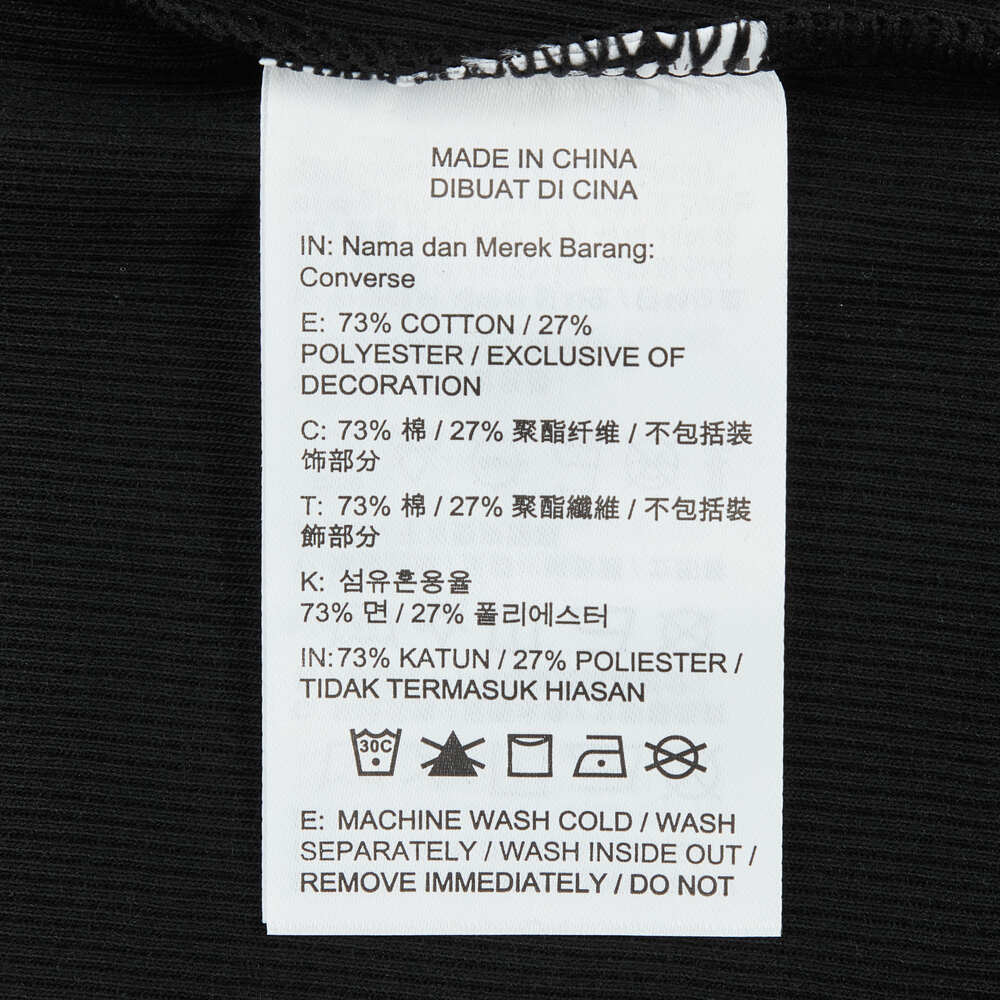 MADE IN CHINA
DIBUAT DI CINA
IN: Nama dan Merek Barang:
Converse
E: 73% COTTON / 27%
POLYESTER / EXCLUSIVE OF
DECORATION
C: 73% 棉 / 27% 聚酯纤维 / 不包括装
饰部分
T: 73% 棉 / 27% 聚酯纖維 / 不包括裝
飾部分
K: 섬유혼용율
73% 면 / 27% 폴리에스터
IN:73% KATUN / 27% POLIESTER /
TIDAK TERMASUK HIASAN
30C
E: MACHINE WASH COLD / WASH
SEPARATELY / WASH INSIDE OUT /
REMOVE IMMEDIATELY / DO NOT